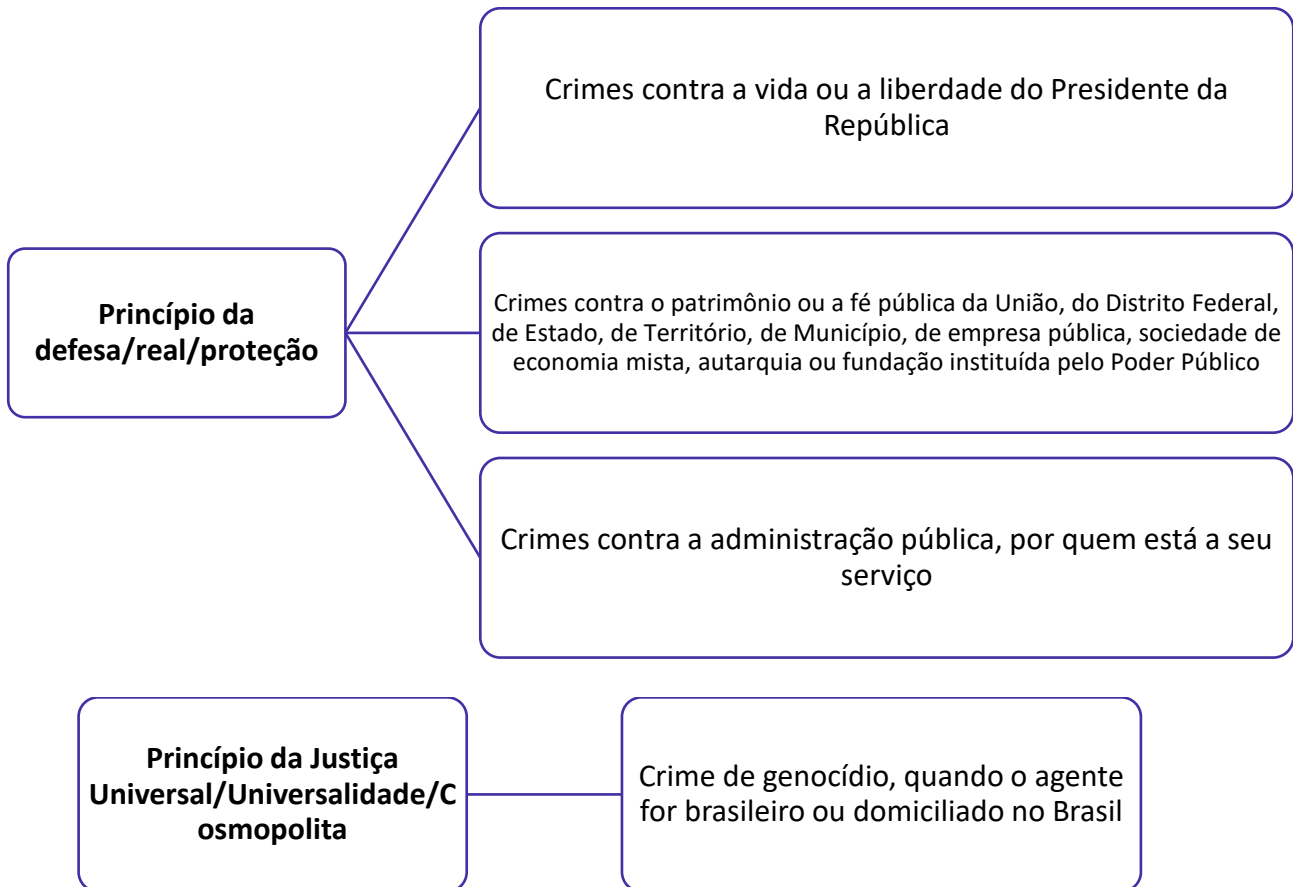 Crimes contra a vida ou a liberdade do Presidente da
República
Princípio da
defesa/real/proteção
Crimes contra o patrimônio ou a fé pública da União, do Distrito Federal,
de Estado, de Território, de Município, de empresa pública, sociedade de
economia mista, autarquia ou fundação instituída pelo Poder Público
Crimes contra a administração pública, por quem está a seu
serviço
Princípio da Justiça
Universal/Universalidade/C
osmopolita
Crime de genocídio, quando o agente
for brasileiro ou domiciliado no Brasil